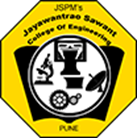 JSPM's
Jayawantrao Sawant
College Of Engineering
PUNE